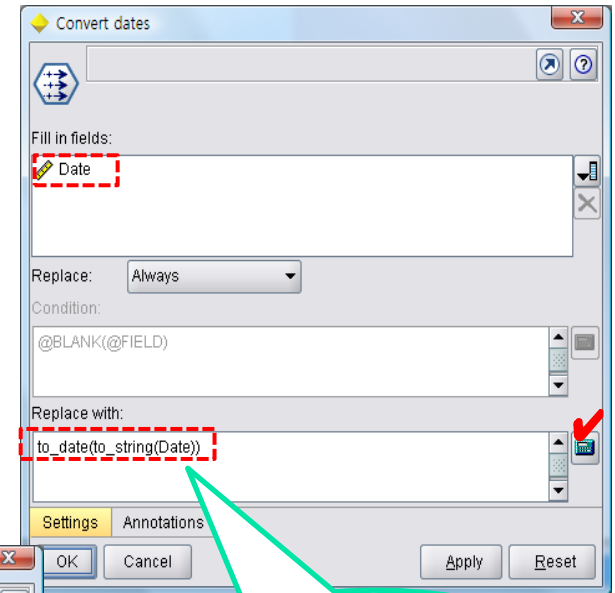 Convert dates
Fill in fields:
Date
Replace: Always
Condition:
@BLANK(@FIELD)
Replace with:
to_date(to_string(Date))
Settings Annotations
OK Cancel Apply Reset